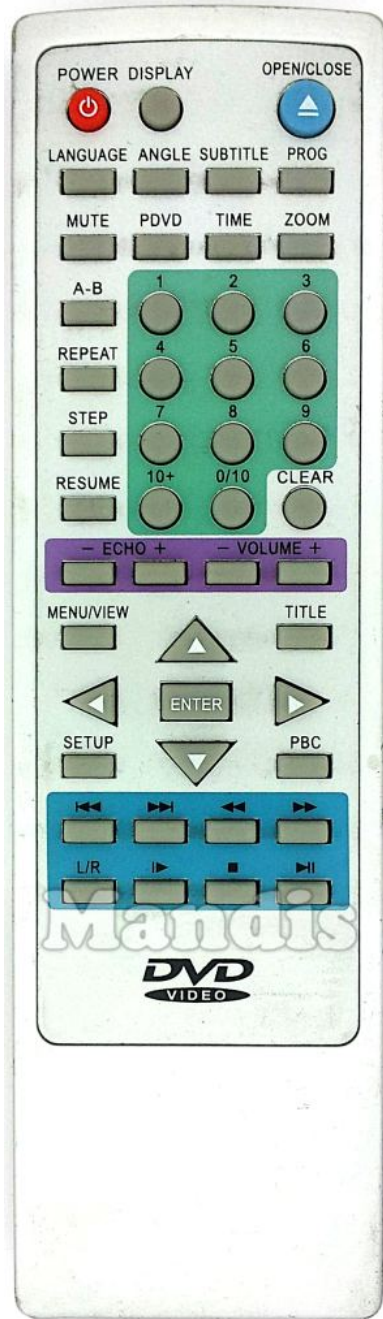 POWER DISPLAY OPEN/CLOSE
LANGUAGE ANGLE SUBTITLE PROG
MUTE PDVD TIME ZOOM
A-B 1 2 3
REPEAT 4 5 6
STEP 7 8 9
RESUME 10+ 0/10 CLEAR
- ECHO + - VOLUME +
MENU/VIEW TITLE
ENTER
SETUP PBC
L/R
Mandis
DVD
VIDEO